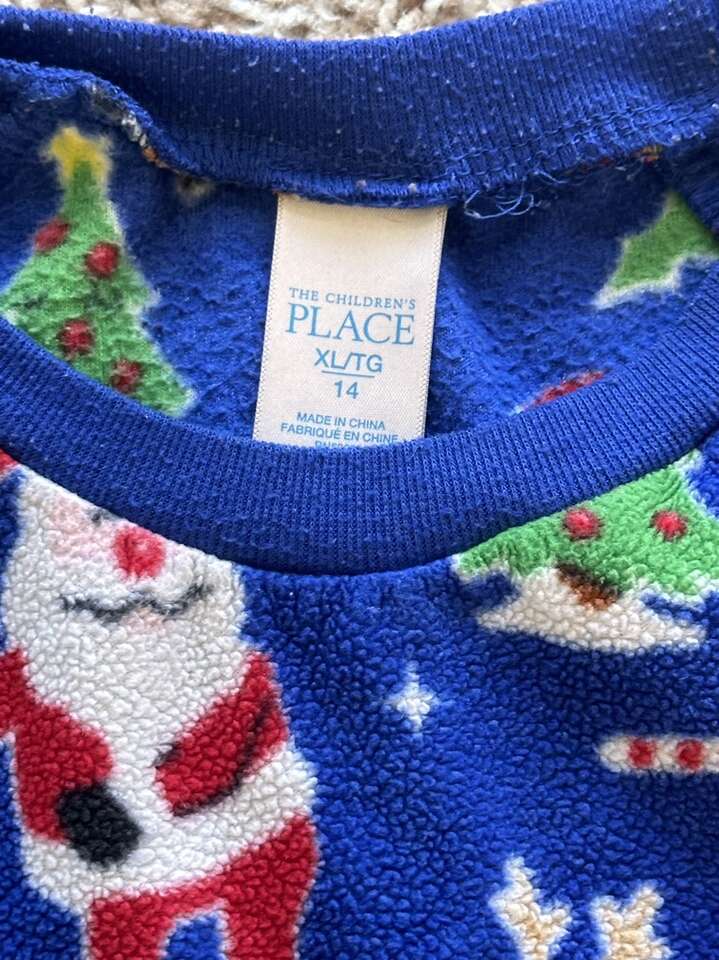 THE CHILDREN'S
PLACE
XL/TG
14
MADE IN CHINA
FABRIQUÉ EN CHINE